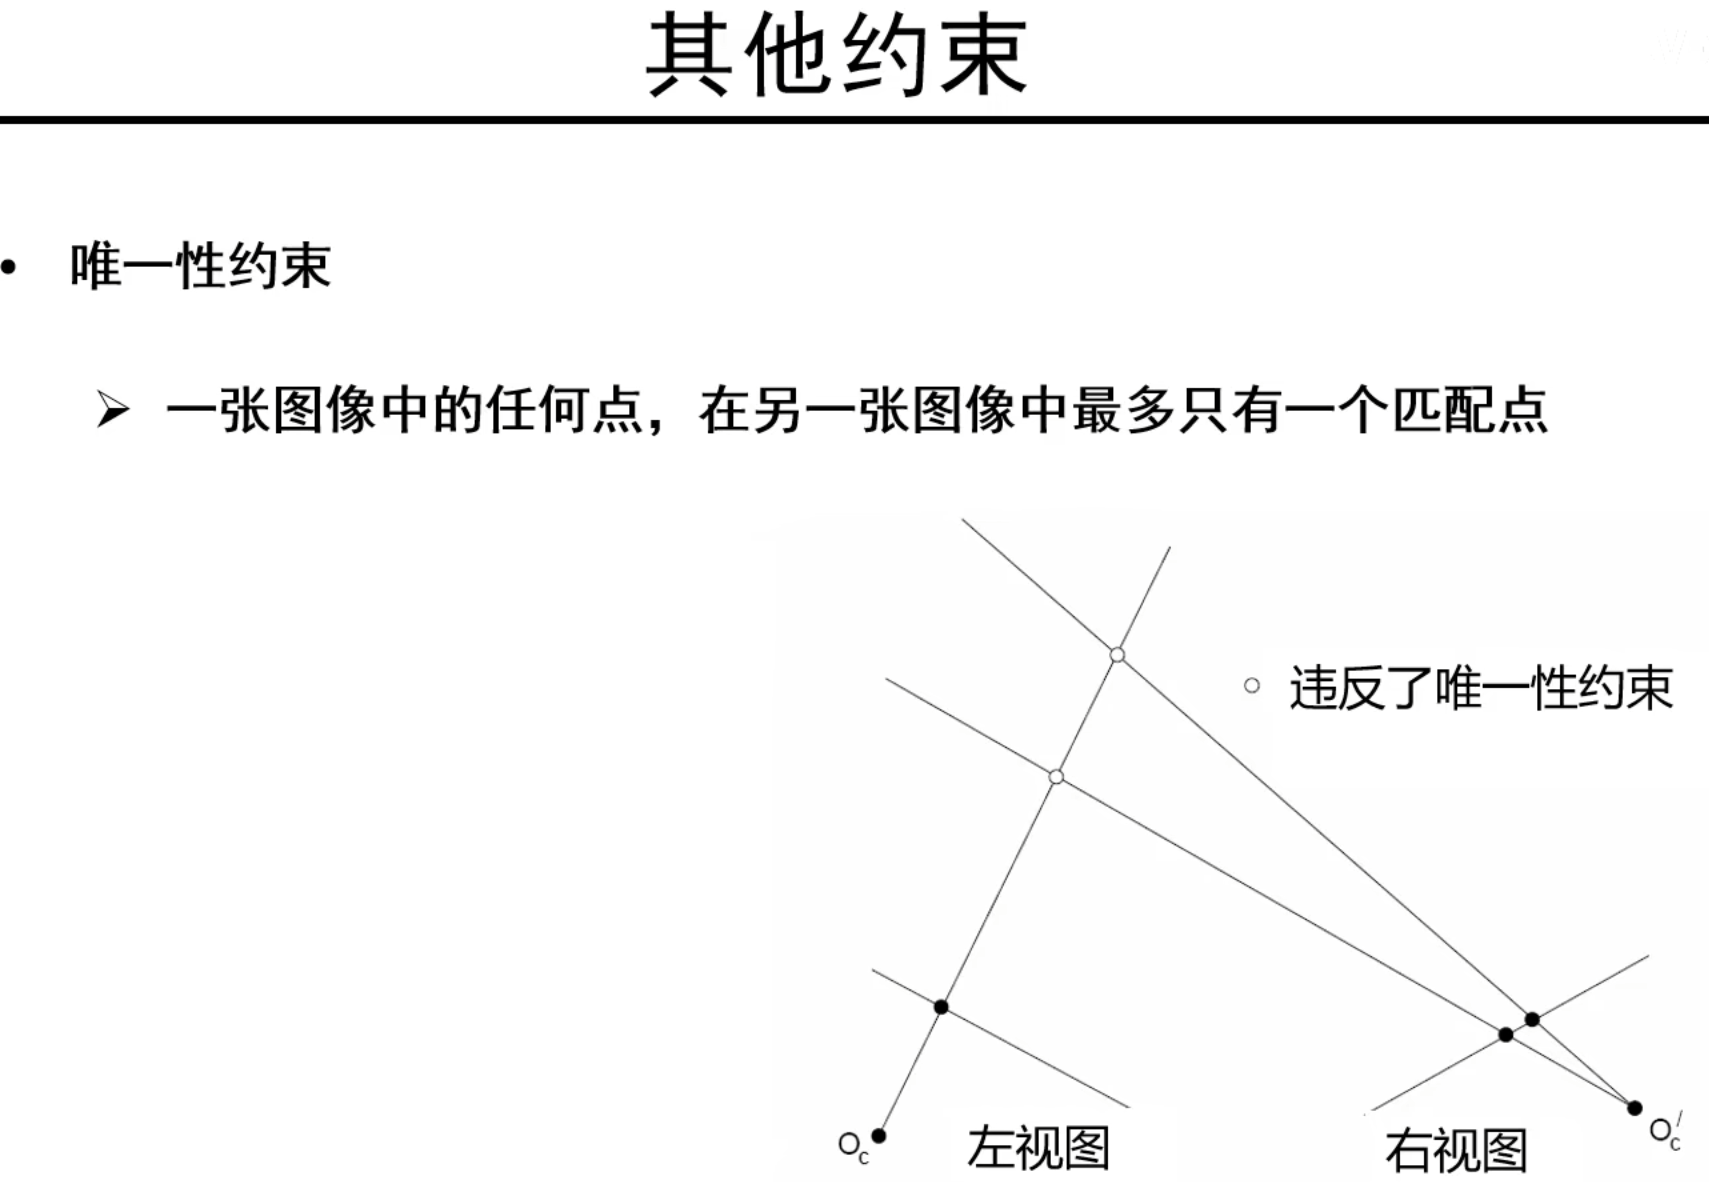 其他约束
• 唯一性约束
➢ 一张图像中的任何点，在另一张图像中最多只有一个匹配点
○ 违反了唯一性约束
Oc
左视图
右视图
Oc′